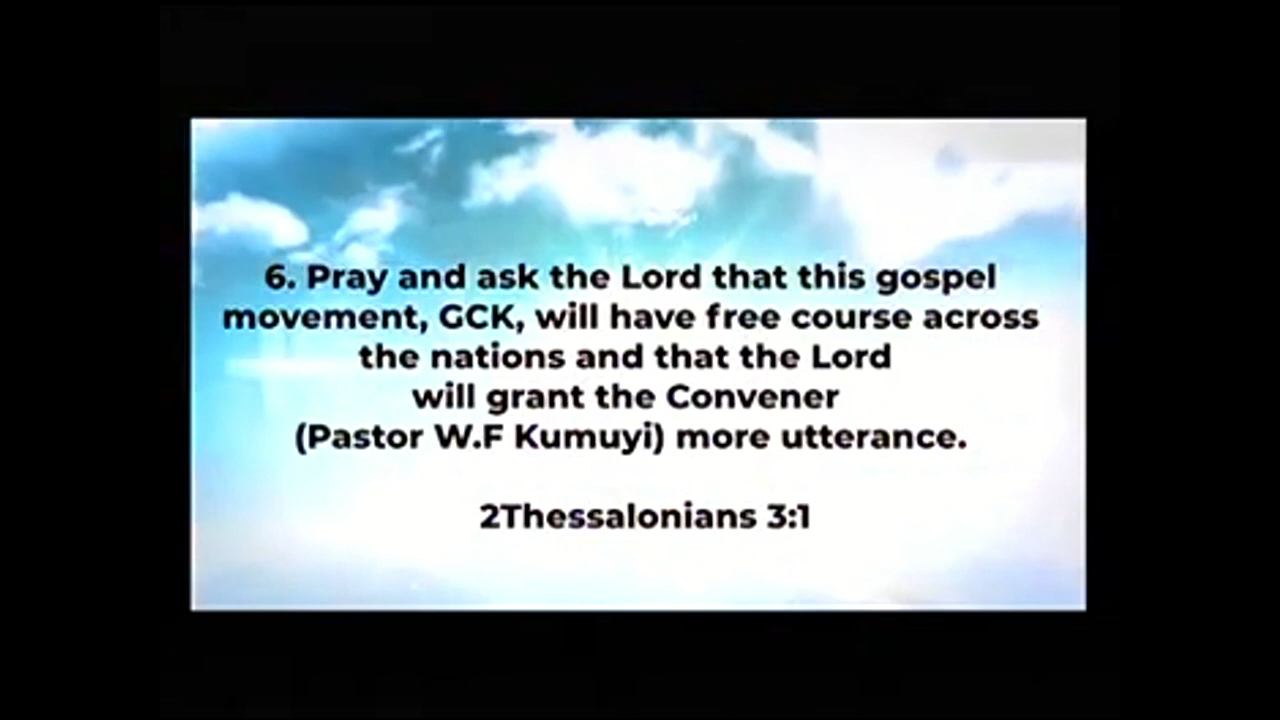 6. Pray and ask the Lord that this gospel
movement, GCK, will have free course across
the nations and that the Lord
will grant the Convener
(Pastor W.F Kumuyi) more utterance.
2Thessalonians 3:1